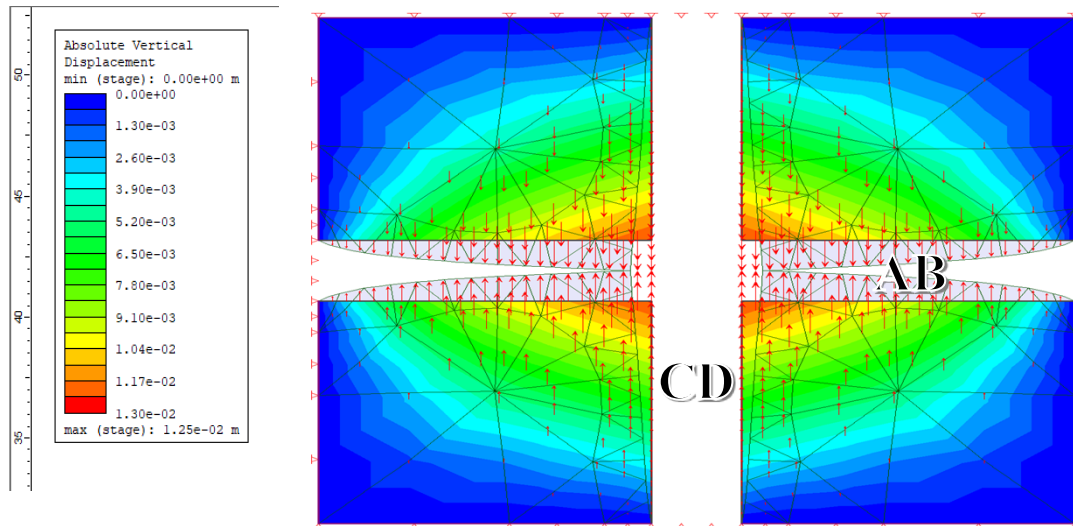 Absolute Vertical
Displacement
min (stage): 0.00e+00 m
0.00e+00
1.30e-03
2.60e-03
3.90e-03
5.20e-03
6.50e-03
7.80e-03
9.10e-03
1.04e-02
1.17e-02
1.30e-02
max (stage): 1.25e-02 m
50
45
40
35
AB
CD